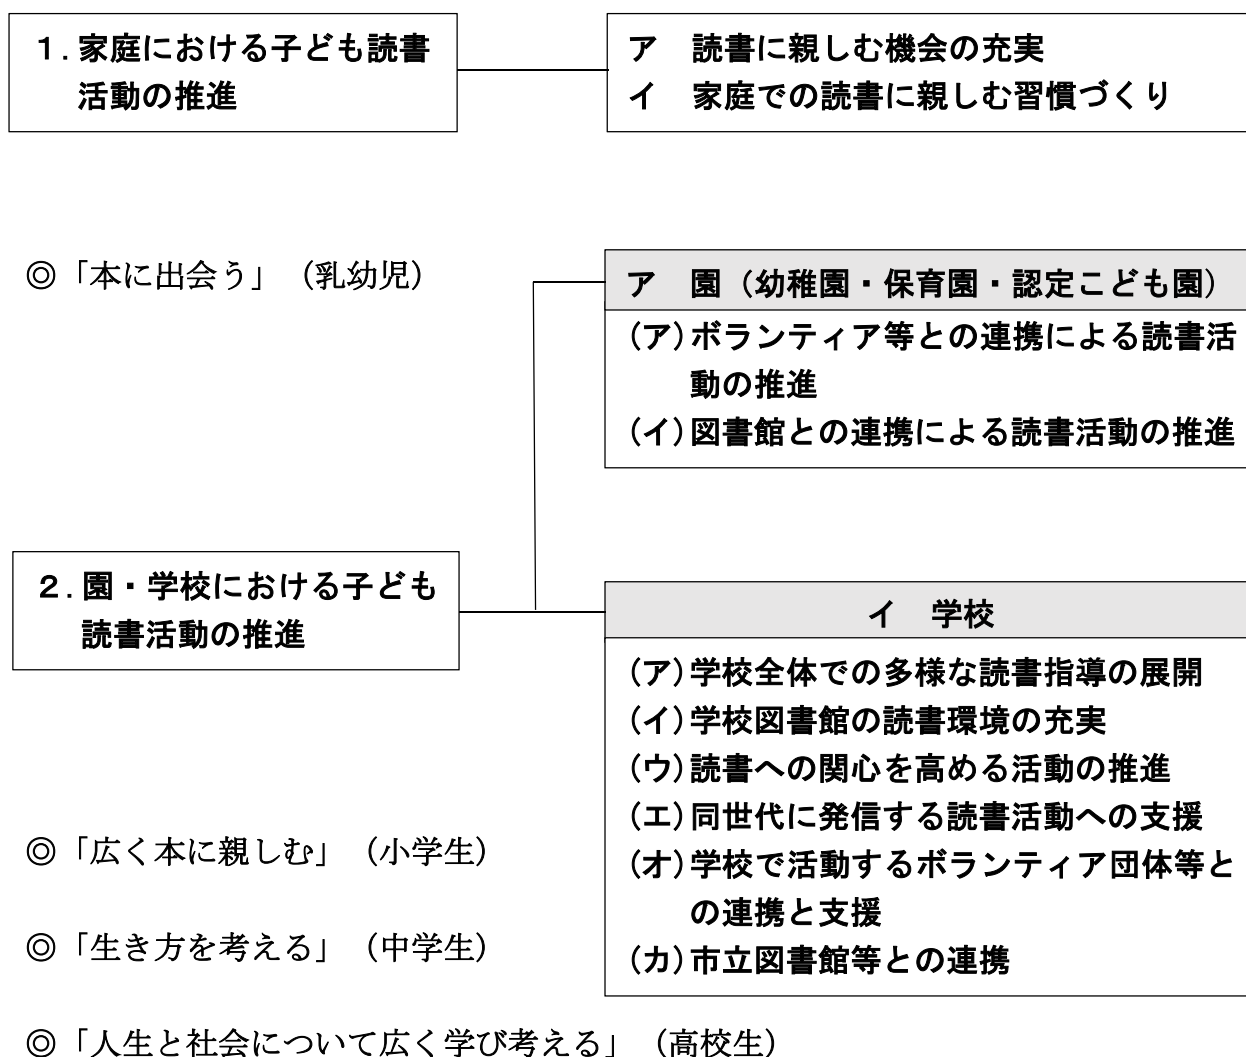 １.家庭における子ども読書
活動の推進
ア　読書に親しむ機会の充実
イ　家庭での読書に親しむ習慣づくり
◎「本に出会う」（乳幼児）
ア　園（幼稚園・保育園・認定こども園）
(ア)ボランティア等との連携による読書活
動の推進
(イ)図書館との連携による読書活動の推進
２.園・学校における子ども
読書活動の推進
イ　学校
(ア)学校全体での多様な読書指導の展開
(イ)学校図書館の読書環境の充実
(ウ)読書への関心を高める活動の推進
(エ)同世代に発信する読書活動への支援
(オ)学校で活動するボランティア団体等と
の連携と支援
(カ)市立図書館等との連携
◎「広く本に親しむ」（小学生）
◎「生き方を考える」（中学生）
◎「人生と社会について広く学び考える」（高校生）